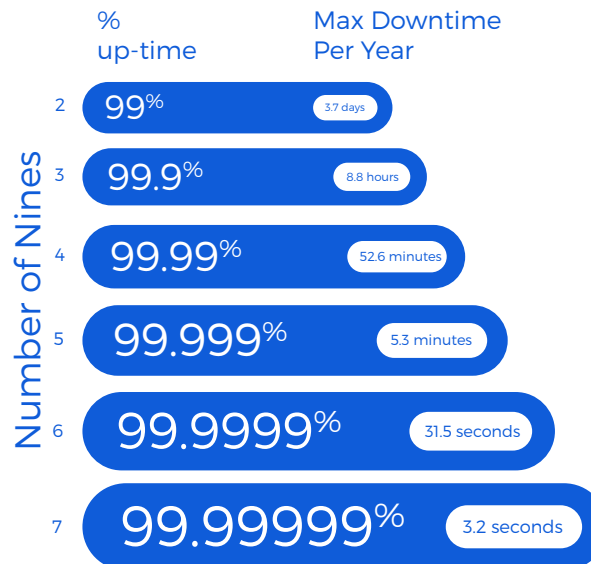 % 
up-time
Max Downtime
Per Year
Number of Nines
2
99%
3.7 days
3
99.9%
8.8 hours
4
99.99%
52.6 minutes
5
99.999%
5.3 minutes
6
99.9999%
31.5 seconds
7
99.99999%
3.2 seconds